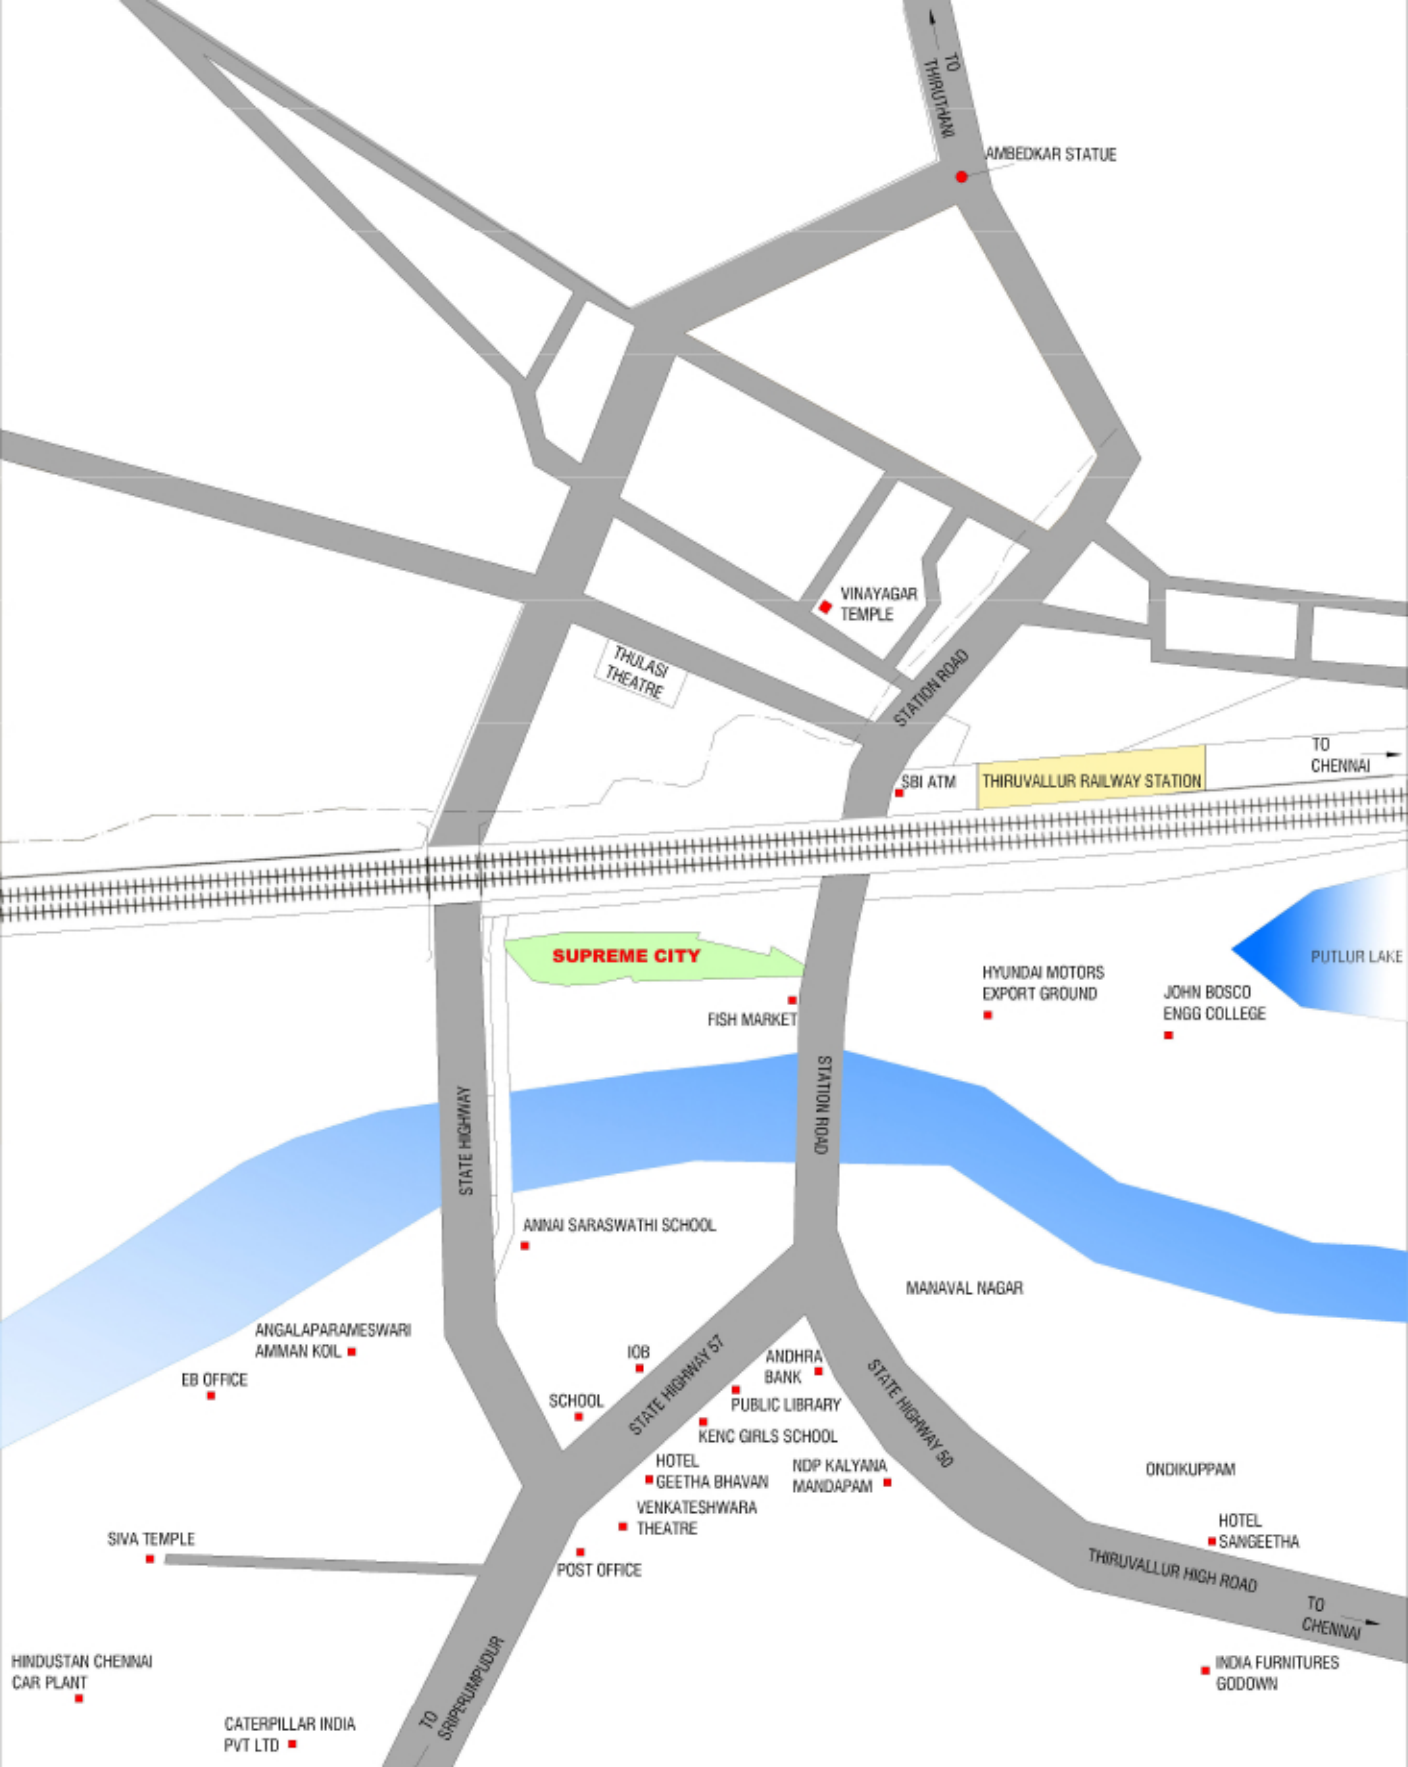 TO
THIRUTHANI
AMBEDKAR STATUE
VINAYAGAR
TEMPLE
THULASI
THEATRE
STATION ROAD
TO
CHENNAI
SBI ATM
THIRUVALLUR RAILWAY STATION
SUPREME CITY
PUTLUR LAKE
HYUNDAI MOTORS
EXPORT GROUND
JOHN BOSCO
ENGG COLLEGE
FISH MARKET
STATION ROAD
STATE HIGHWAY
ANNAI SARASWATHI SCHOOL
MANAVAL NAGAR
ANGALAPARAMESWARI
AMMAN KOIL
EB OFFICE
IOB
SCHOOL
STATE HIGHWAY 57
ANDHRA
BANK
PUBLIC LIBRARY
KENC GIRLS SCHOOL
STATE HIGHWAY 50
HOTEL
GEETHA BHAVAN
NDP KALYANA
MANDAPAM
ONDIKUPPAM
VENKATESHWARA
THEATRE
HOTEL
SANGEETHA
SIVA TEMPLE
POST OFFICE
THIRUVALLUR HIGH ROAD
TO
CHENNAI
HINDUSTAN CHENNAI
CAR PLANT
TO
SRIPERUMPUDUR
INDIA FURNITURES
GODOWN
CATERPILLAR INDIA
PVT LTD